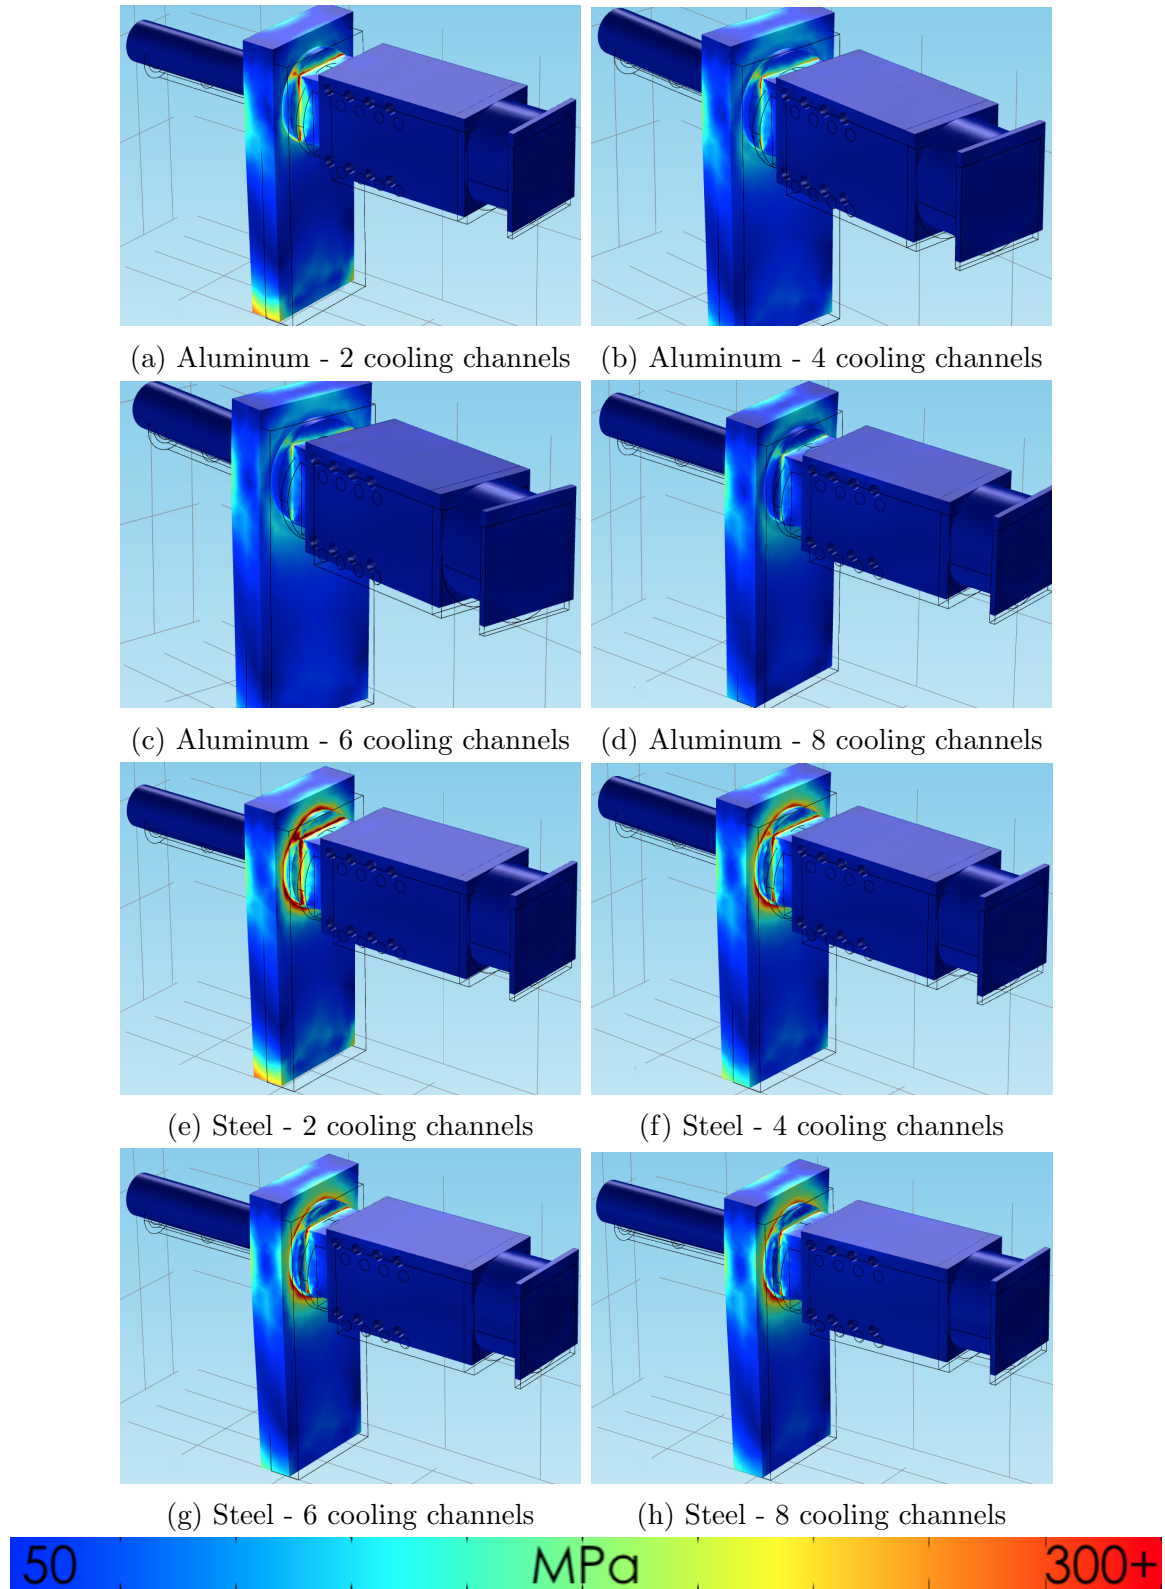 (a) Aluminum - 2 cooling channels
(b) Aluminum - 4 cooling channels
(c) Aluminum - 6 cooling channels
(d) Aluminum - 8 cooling channels
(e) Steel - 2 cooling channels
(f) Steel - 4 cooling channels
(g) Steel - 6 cooling channels
(h) Steel - 8 cooling channels
50 MPa 300+